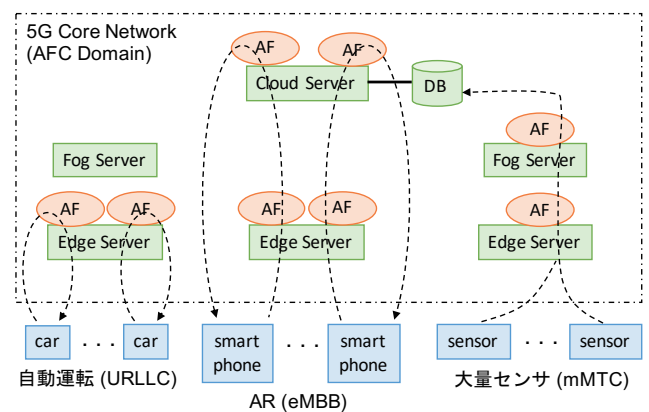 5G Core Network
(AFC Domain)
AF
AF
Cloud Server
DB
AF
Fog Server
Fog Server
AF
AF
Edge Server
AF
AF
Edge Server
AF
Edge Server
car
. . .
car
smart
phone
. . .
smart
phone
sensor
. . .
sensor
自動運転 (URLLC)
AR (eMBB)
大量センサ (mMTC)